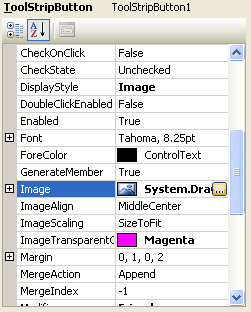 ToolStripButton ToolStripButton1
CheckOnClick False
CheckState Unchecked
DisplayStyle Image
DoubleClickEnabled False
Enabled True
Font Tahoma, 8.25pt
ForeColor ControlText
GenerateMember True
Image System.Dra
ImageAlign MiddleCenter
ImageScaling SizeToFit
ImageTransparentC Magenta
Margin 0, 1, 0, 2
MergeAction Append
MergeIndex -1